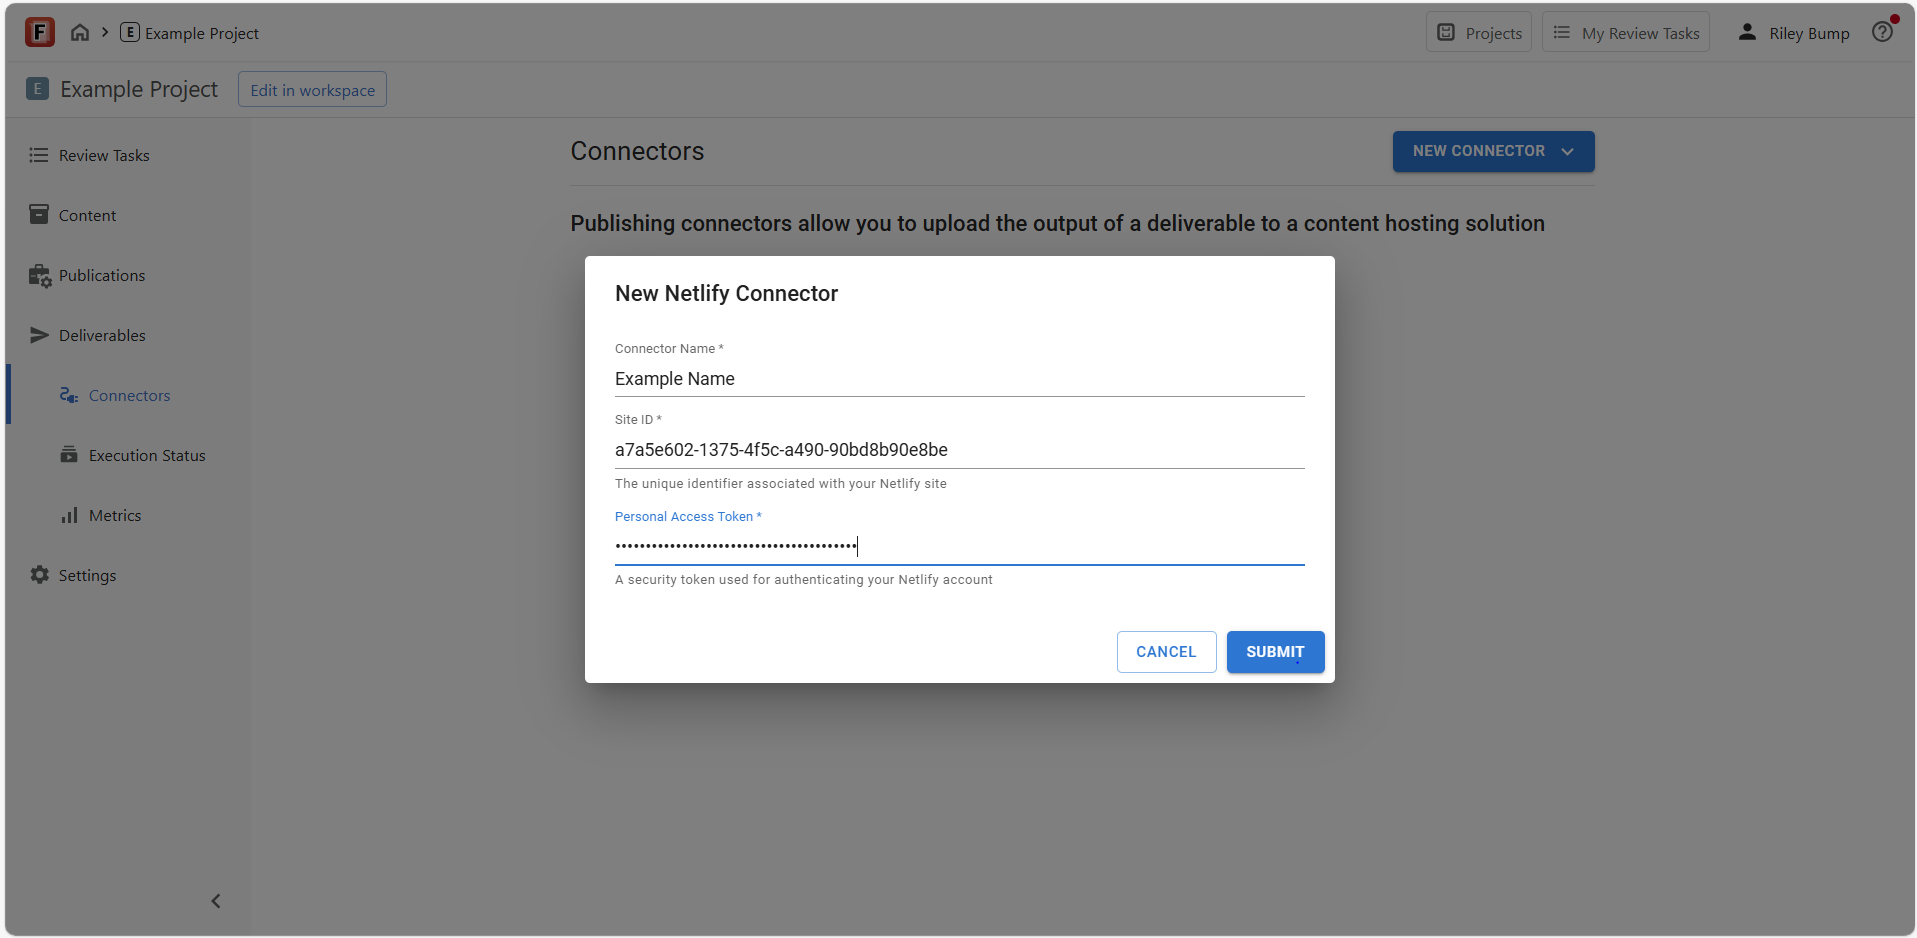 F
E Example Project
Projects
My Review Tasks
Riley Bump
E Example Project
Edit in workspace
Review Tasks
Content
Publications
Deliverables
Connectors
Execution Status
Metrics
Settings
Connectors
NEW CONNECTOR
Publishing connectors allow you to upload the output of a deliverable to a content hosting solution
New Netlify Connector
Connector Name *
Example Name
Site ID *
a7a5e602-1375-4f5c-a490-90bd8b90e8be
The unique identifier associated with your Netlify site
Personal Access Token *
••••••••••••••••••••••••••••••••••••••••
A security token used for authenticating your Netlify account
CANCEL
SUBMIT